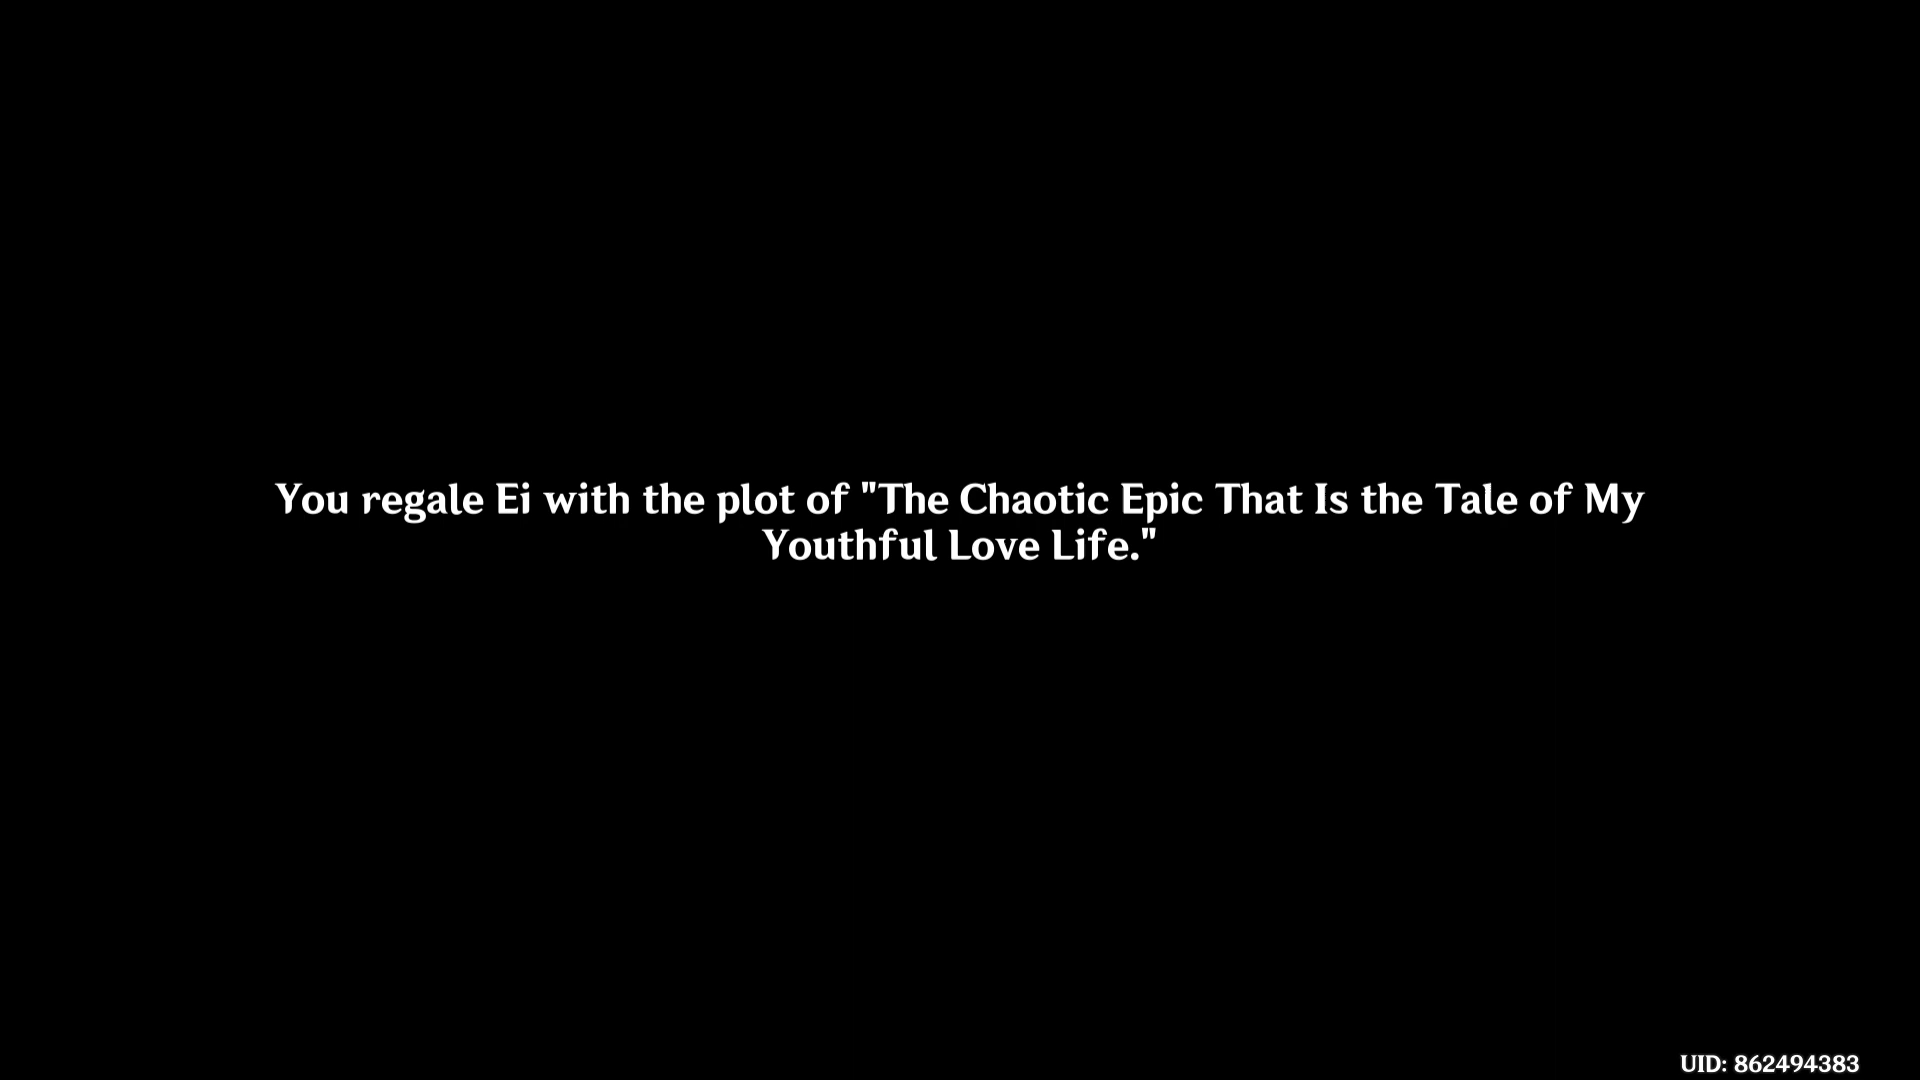 You regale Ei with the plot of "The Chaotic Epic That Is the Tale of My
Youthful Love Life."
UID: 862494383